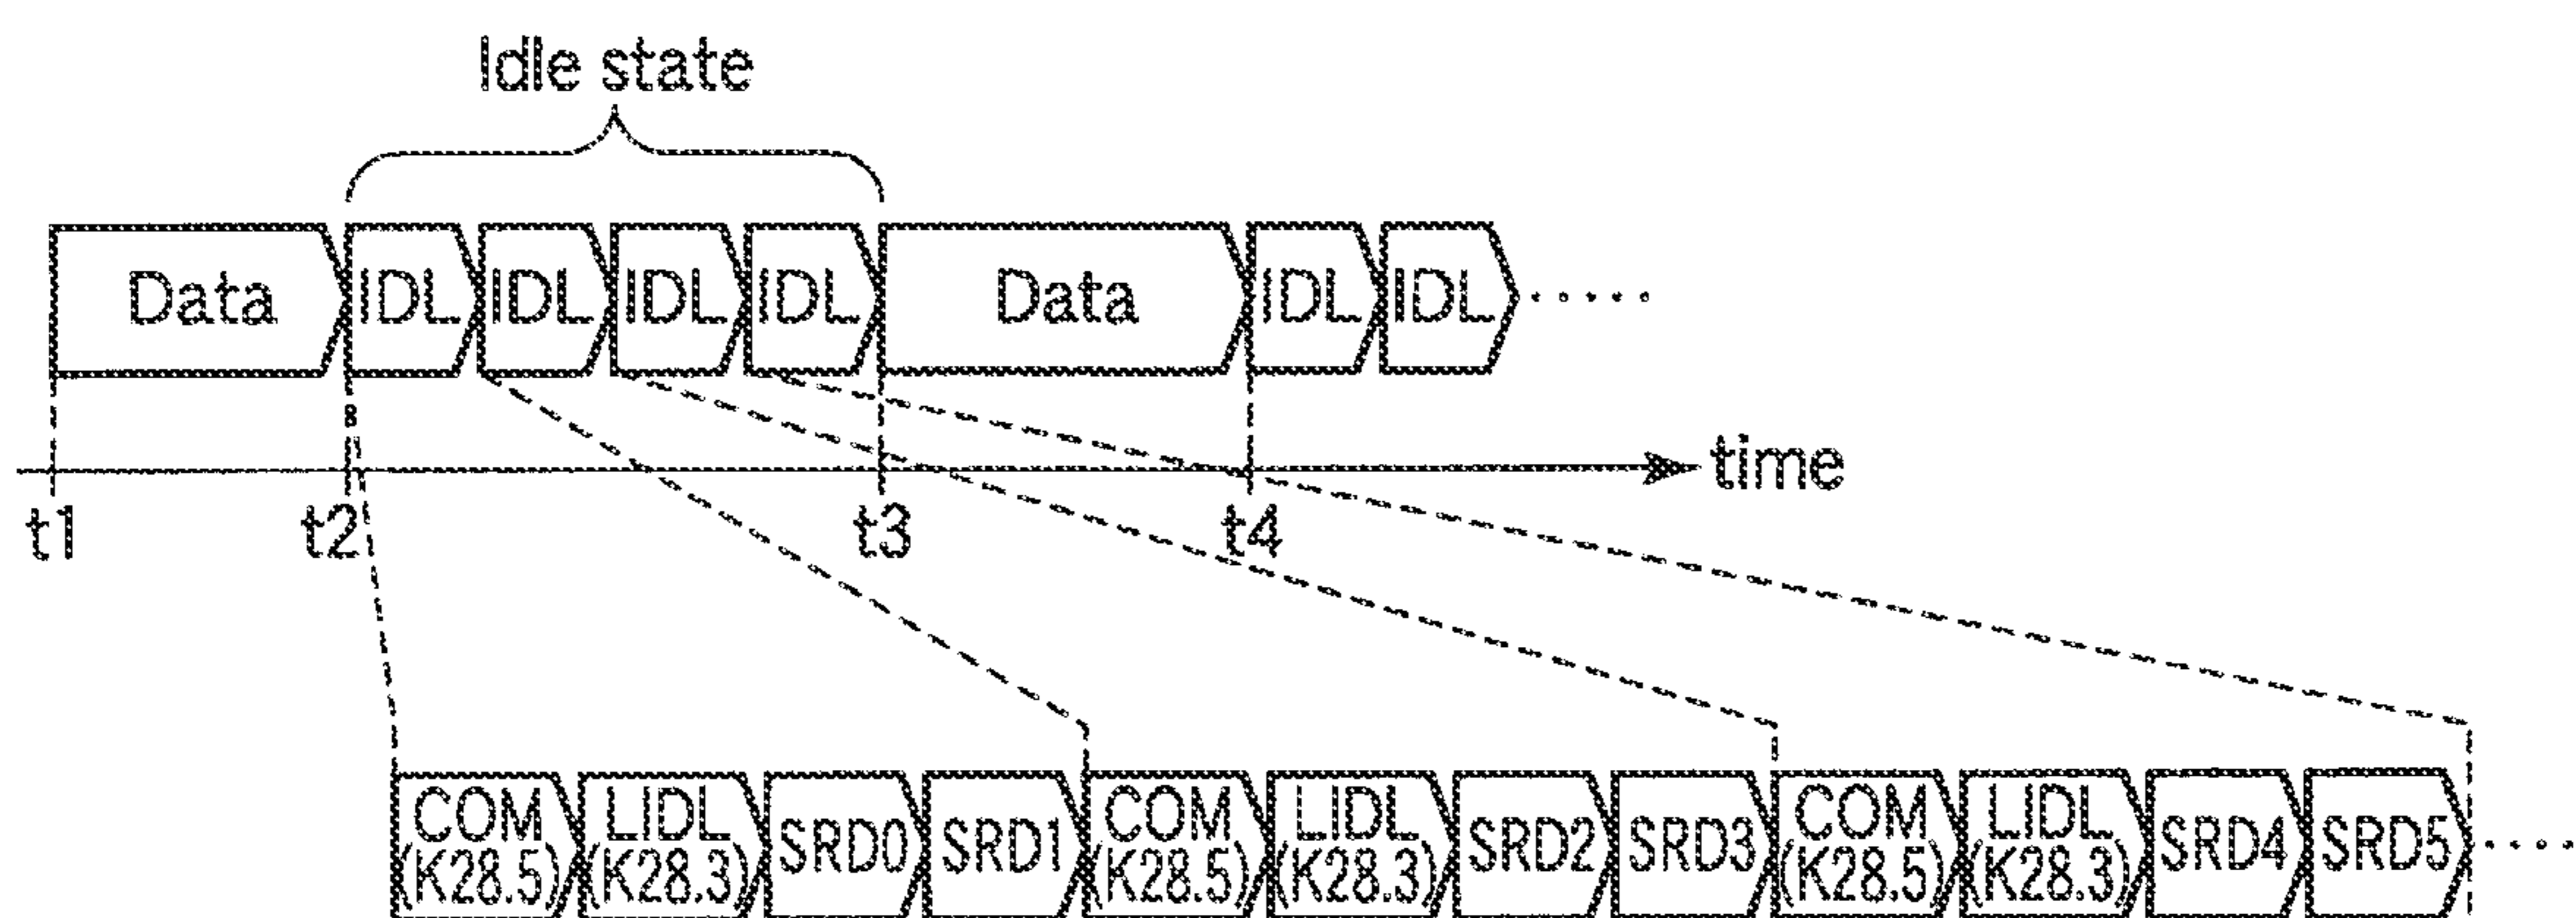 Idle state
Data IDL IDL IDL IDL Data IDL IDL .....
time
t1 t2 t3 t4
COM LIDL SRD0 SRD1 COM LIDL SRD2 SRD3 COM LIDL SRD4 SRD5 ....
(K28.5) (K28.3) (K28.5) (K28.3) (K28.5) (K28.3)